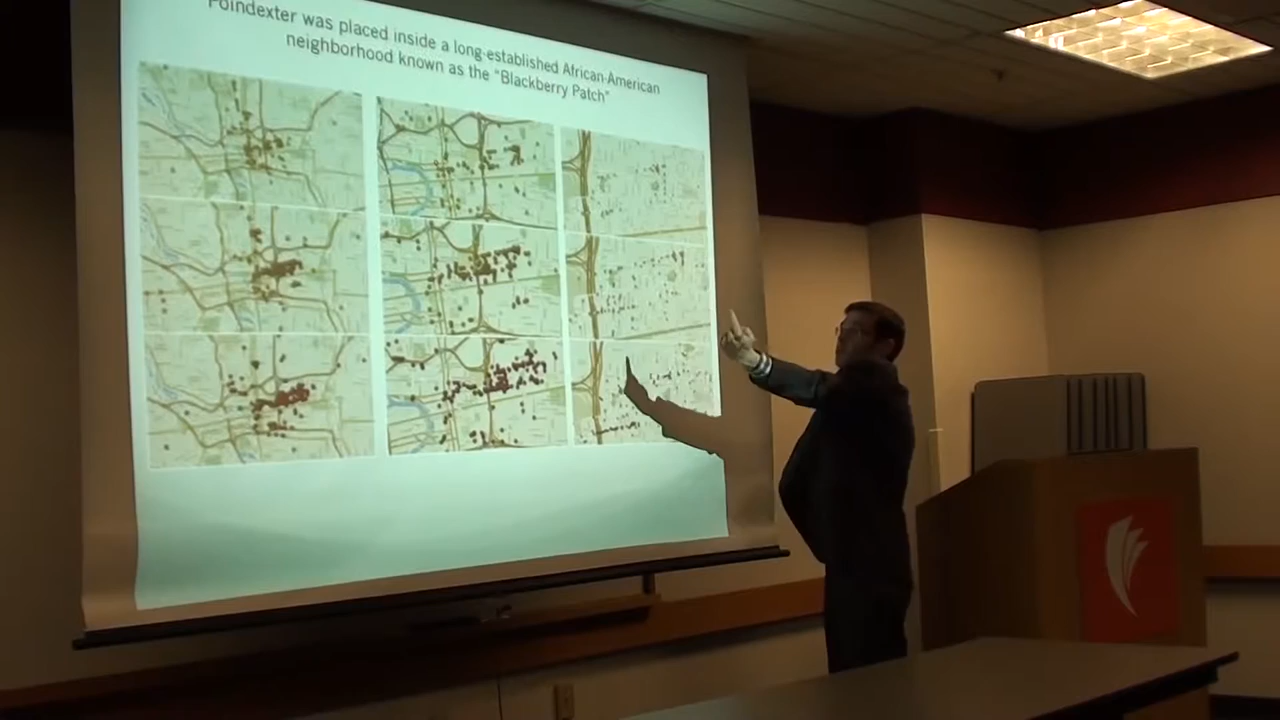 Poindexter was placed inside a long-established African-American
neighborhood known as the "Blackberry Patch"